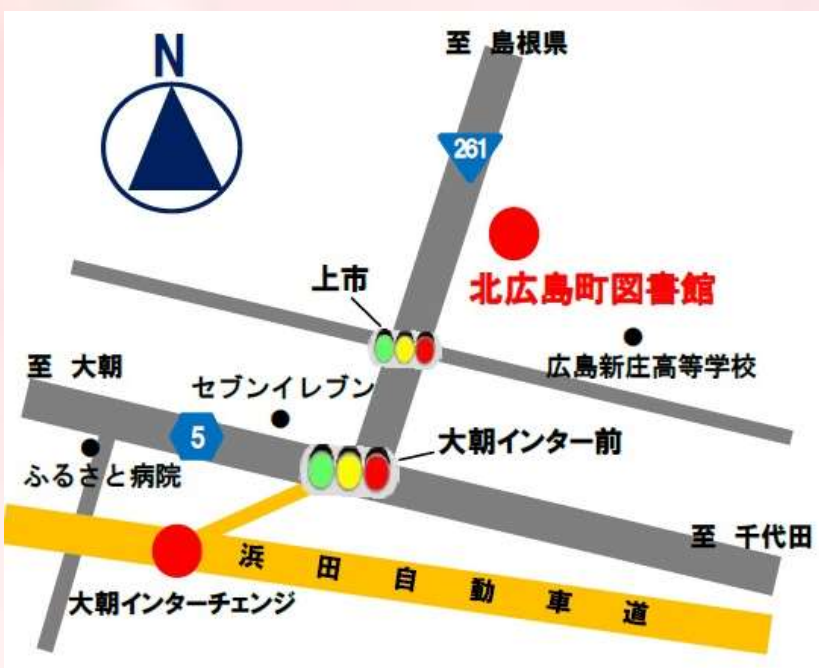 至 島根県
N
261
上市
北広島町図書館
広島新庄高等学校
至 大朝
セブンイレブン
5
大朝インター前
ふるさと病院
至 千代田
浜田自動車道
大朝インターチェンジ